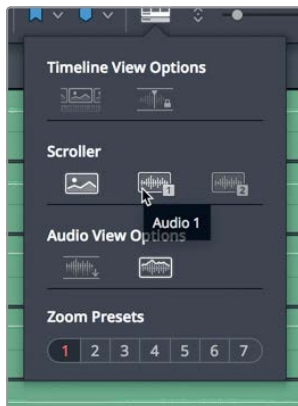 Timeline View Options
Scroller
1
2
Audio 1
Audio View Options
Zoom Presets
1 2 3 4 5 6 7